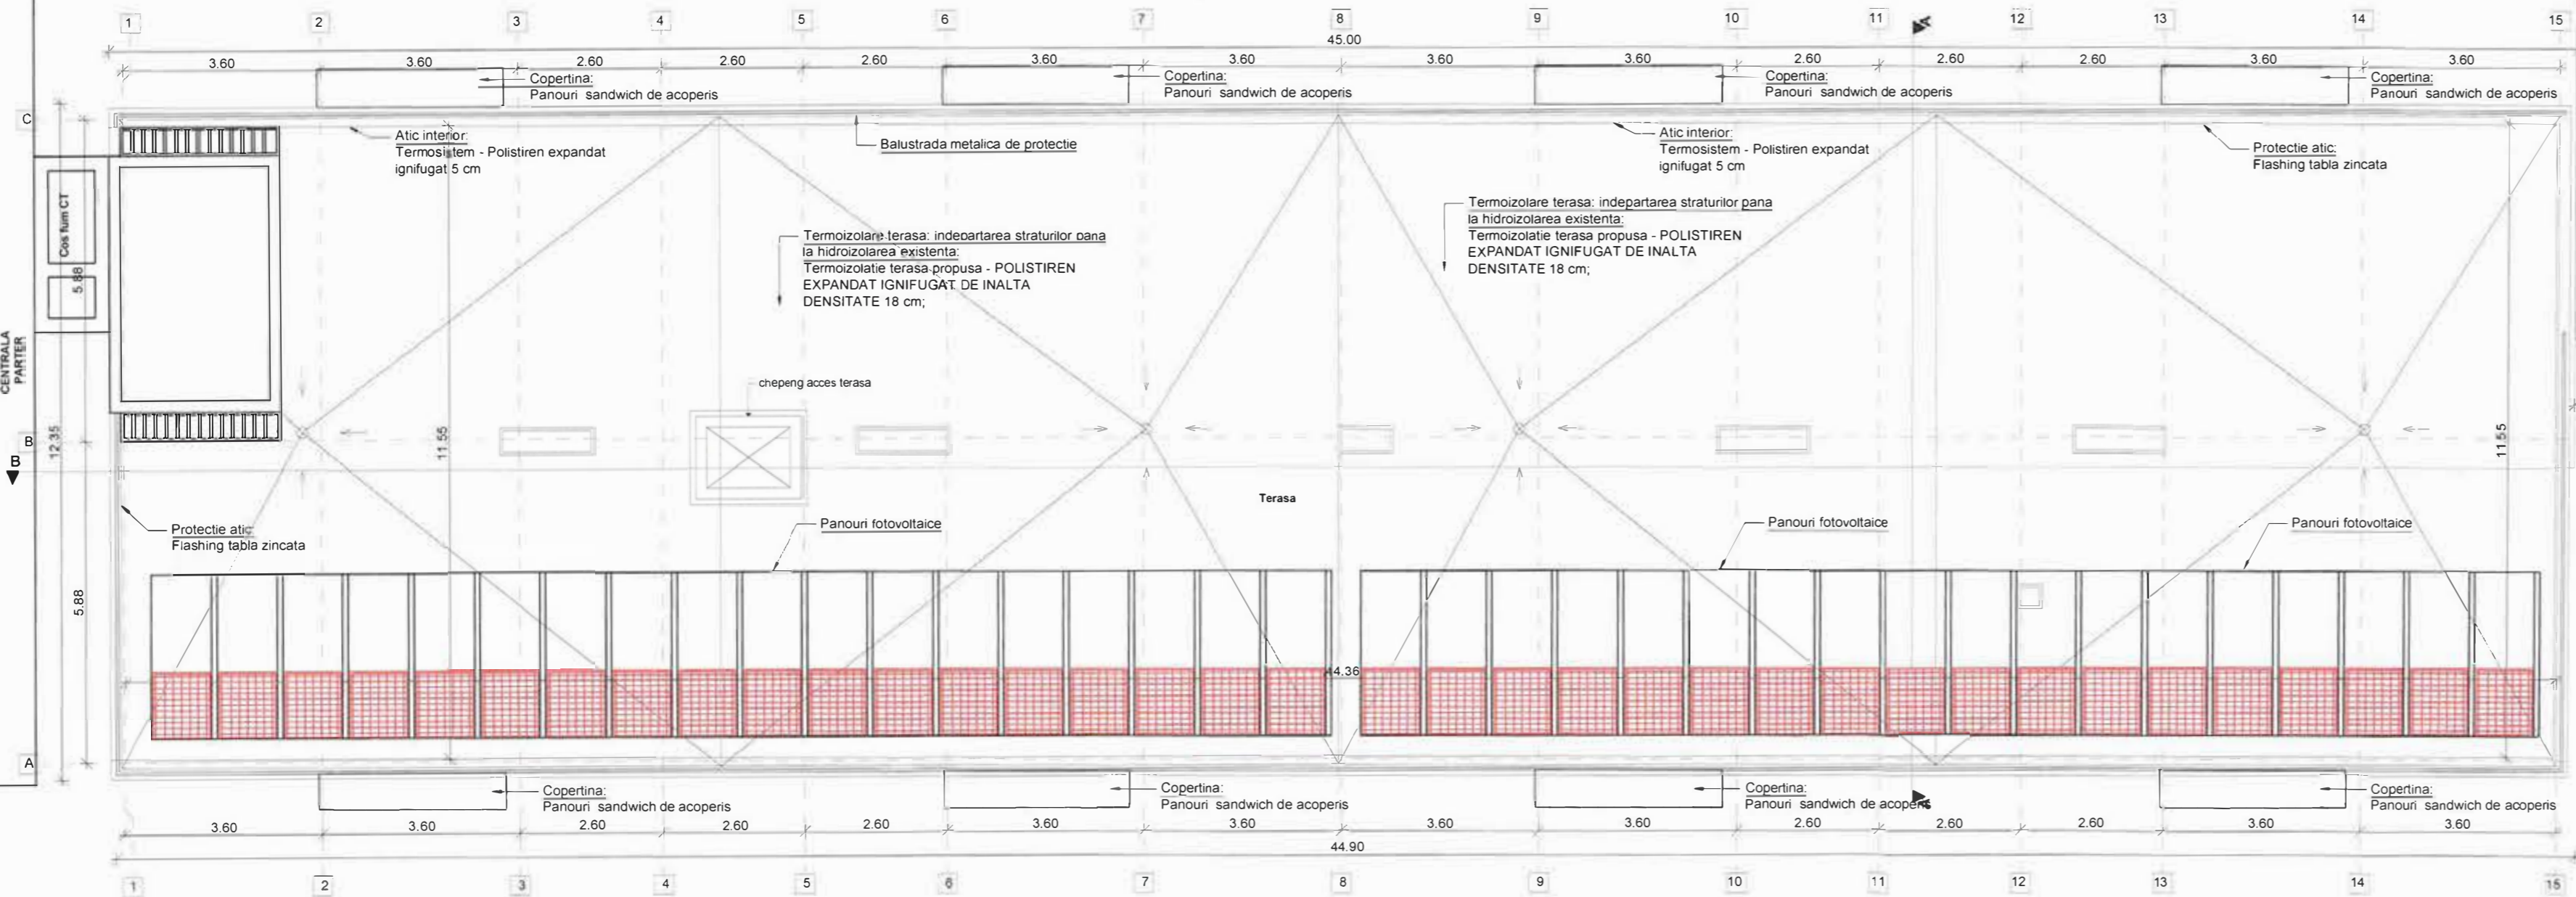 1 2 3 4 5 6 7 8 9 10 11 12 13 14 15
45.00
3.60 3.60 2.60 2.60 2.60 3.60 3.60 3.60 3.60 2.60 2.60 2.60 3.60 3.60
Copertina:
Panouri sandwich de acoperis
Copertina:
Panouri sandwich de acoperis
Copertina:
Panouri sandwich de acoperis
Copertina:
Panouri sandwich de acoperis
A
C
Atic interior:
Termosistem - Polistiren expandat
ignifugat 5 cm
Balustrada metalica de protectie
Atic interior:
Termosistem - Polistiren expandat
ignifugat 5 cm
Protectie atic:
Flashing tabla zincata
Cos fum CT
5.88
Termoizolare terasa: indepartarea straturilor pana
la hidroizolarea existenta:
Termoizolatie terasa propusa - POLISTIREN
EXPANDAT IGNIFUGAT DE INALTA
DENSITATE 18 cm;
Termoizolare terasa: indepartarea straturilor pana
la hidroizolarea existenta:
Termoizolatie terasa propusa - POLISTIREN
EXPANDAT IGNIFUGAT DE INALTA
DENSITATE 18 cm;
CENTRALA
PARTER
chepeng acces terasa
B
12.35
11.55
11.55
B
Terasa
Protectie atic:
Flashing tabla zincata
Panouri fotovoltaice
Panouri fotovoltaice
Panouri fotovoltaice
5.88
44.36
A
Copertina:
Panouri sandwich de acoperis
Copertina:
Panouri sandwich de acoperis
Copertina:
Panouri sandwich de acoperis
Copertina:
Panouri sandwich de acoperis
A
3.60 3.60 2.60 2.60 2.60 3.60 3.60 3.60 3.60 2.60 2.60 2.60 3.60 3.60
44.90
1 2 3 4 5 6 7 8 9 10 11 12 13 14 15